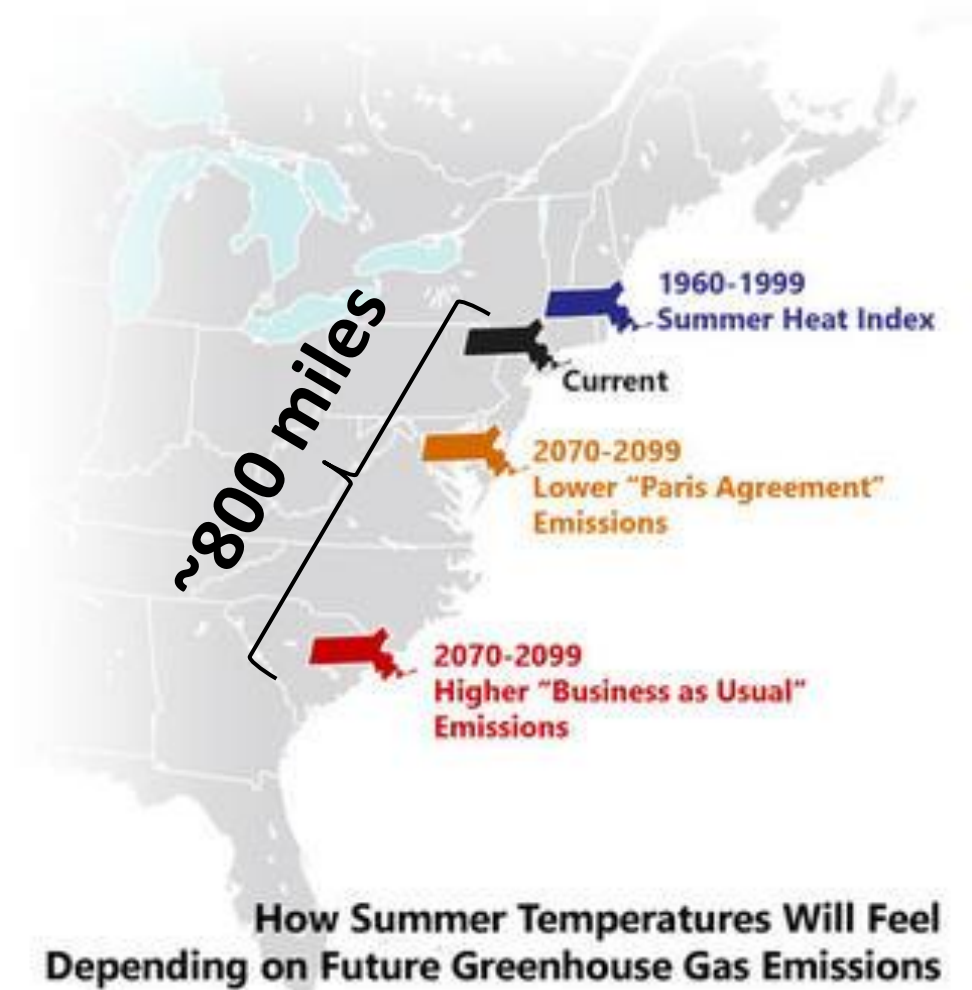 ~800 miles
1960-1999
Summer Heat Index
Current
2070-2099
Lower “Paris Agreement”
Emissions
2070-2099
Higher “Business as Usual”
Emissions
How Summer Temperatures Will Feel
Depending on Future Greenhouse Gas Emissions